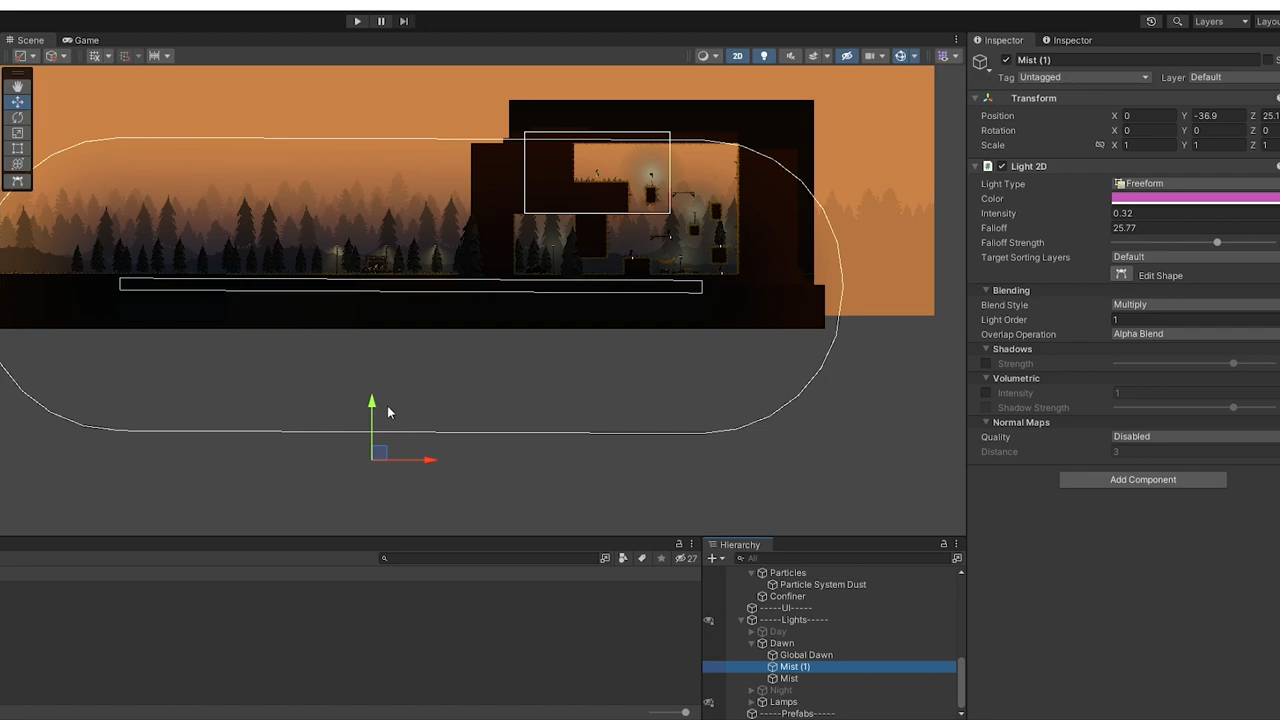 Layers
Layou
Scene
Game
Inspector
Inspector
2D
Mist (1)
S
Tag Untagged
Layer Default
Transform
Position X 0 Y -36.9 Z 25.1
Rotation X 0 Y 0 Z 0
Scale X 1 Y 1 Z 1
Light 2D
Light Type Freeform
Color
Intensity 0.32
Falloff 25.77
Falloff Strength
Target Sorting Layers Default
Edit Shape
Blending
Blend Style Multiply
Light Order 1
Overlap Operation Alpha Blend
Shadows
Strength
Volumetric
Intensity 1
Shadow Strength
Normal Maps
Quality Disabled
Distance 3
Add Component
Hierarchy
27
All
Particles
Particle System Dust
Confiner
-----UI-----
-----Lights-----
Day
Dawn
Global Dawn
Mist (1)
Mist
Night
Lamps
-----Prefabs-----